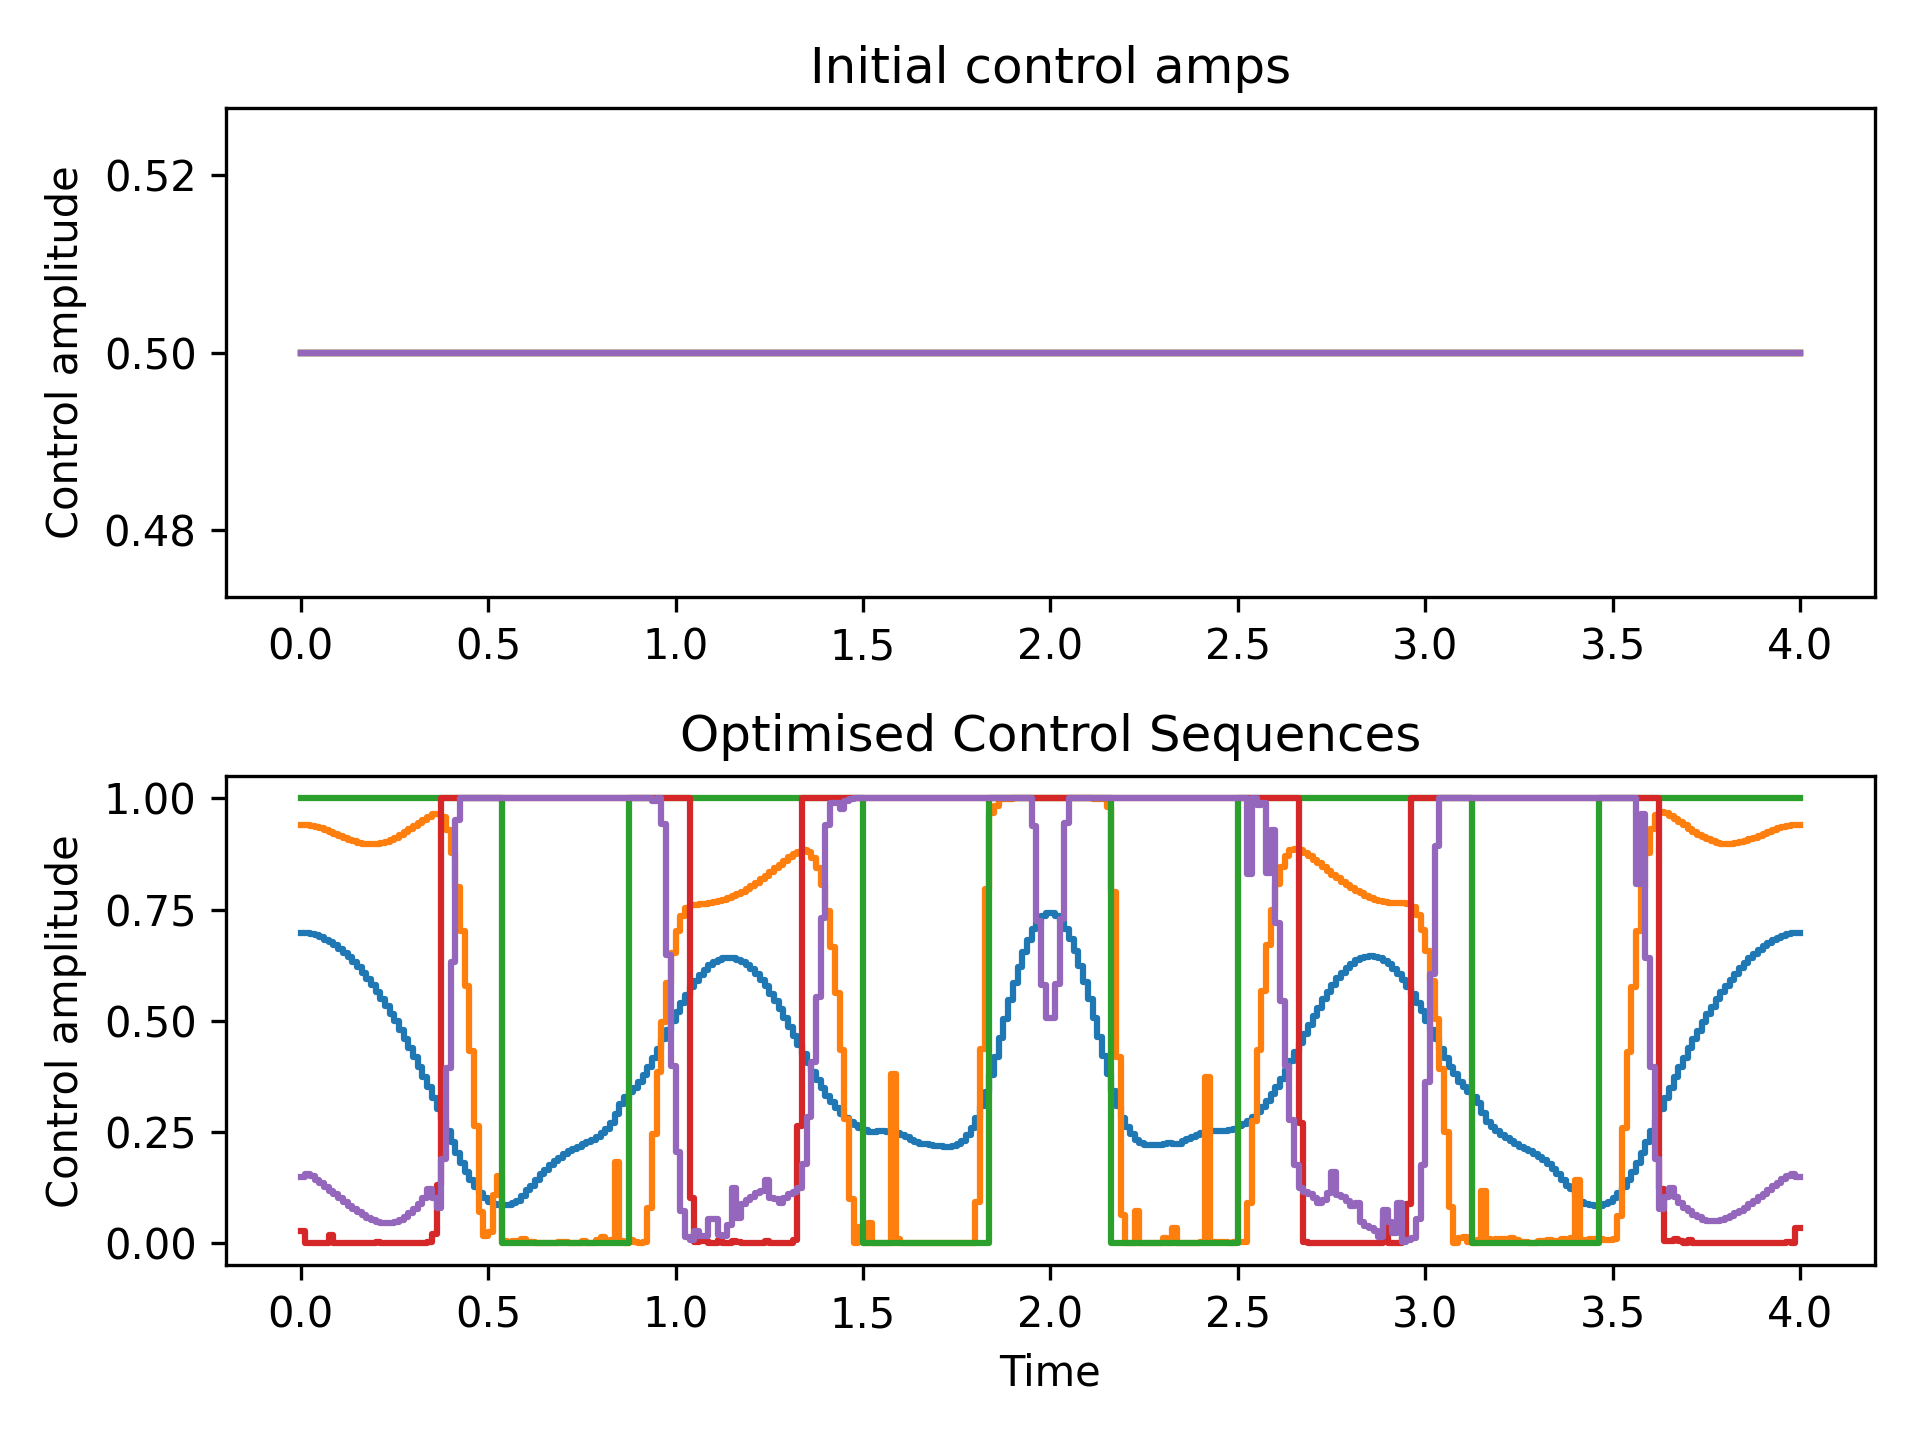 Initial control amps
Control amplitude
0.52
0.50
0.48
0.0 0.5 1.0 1.5 2.0 2.5 3.0 3.5 4.0
Optimised Control Sequences
Control amplitude
1.00
0.75
0.50
0.25
0.00
0.0 0.5 1.0 1.5 2.0 2.5 3.0 3.5 4.0
Time